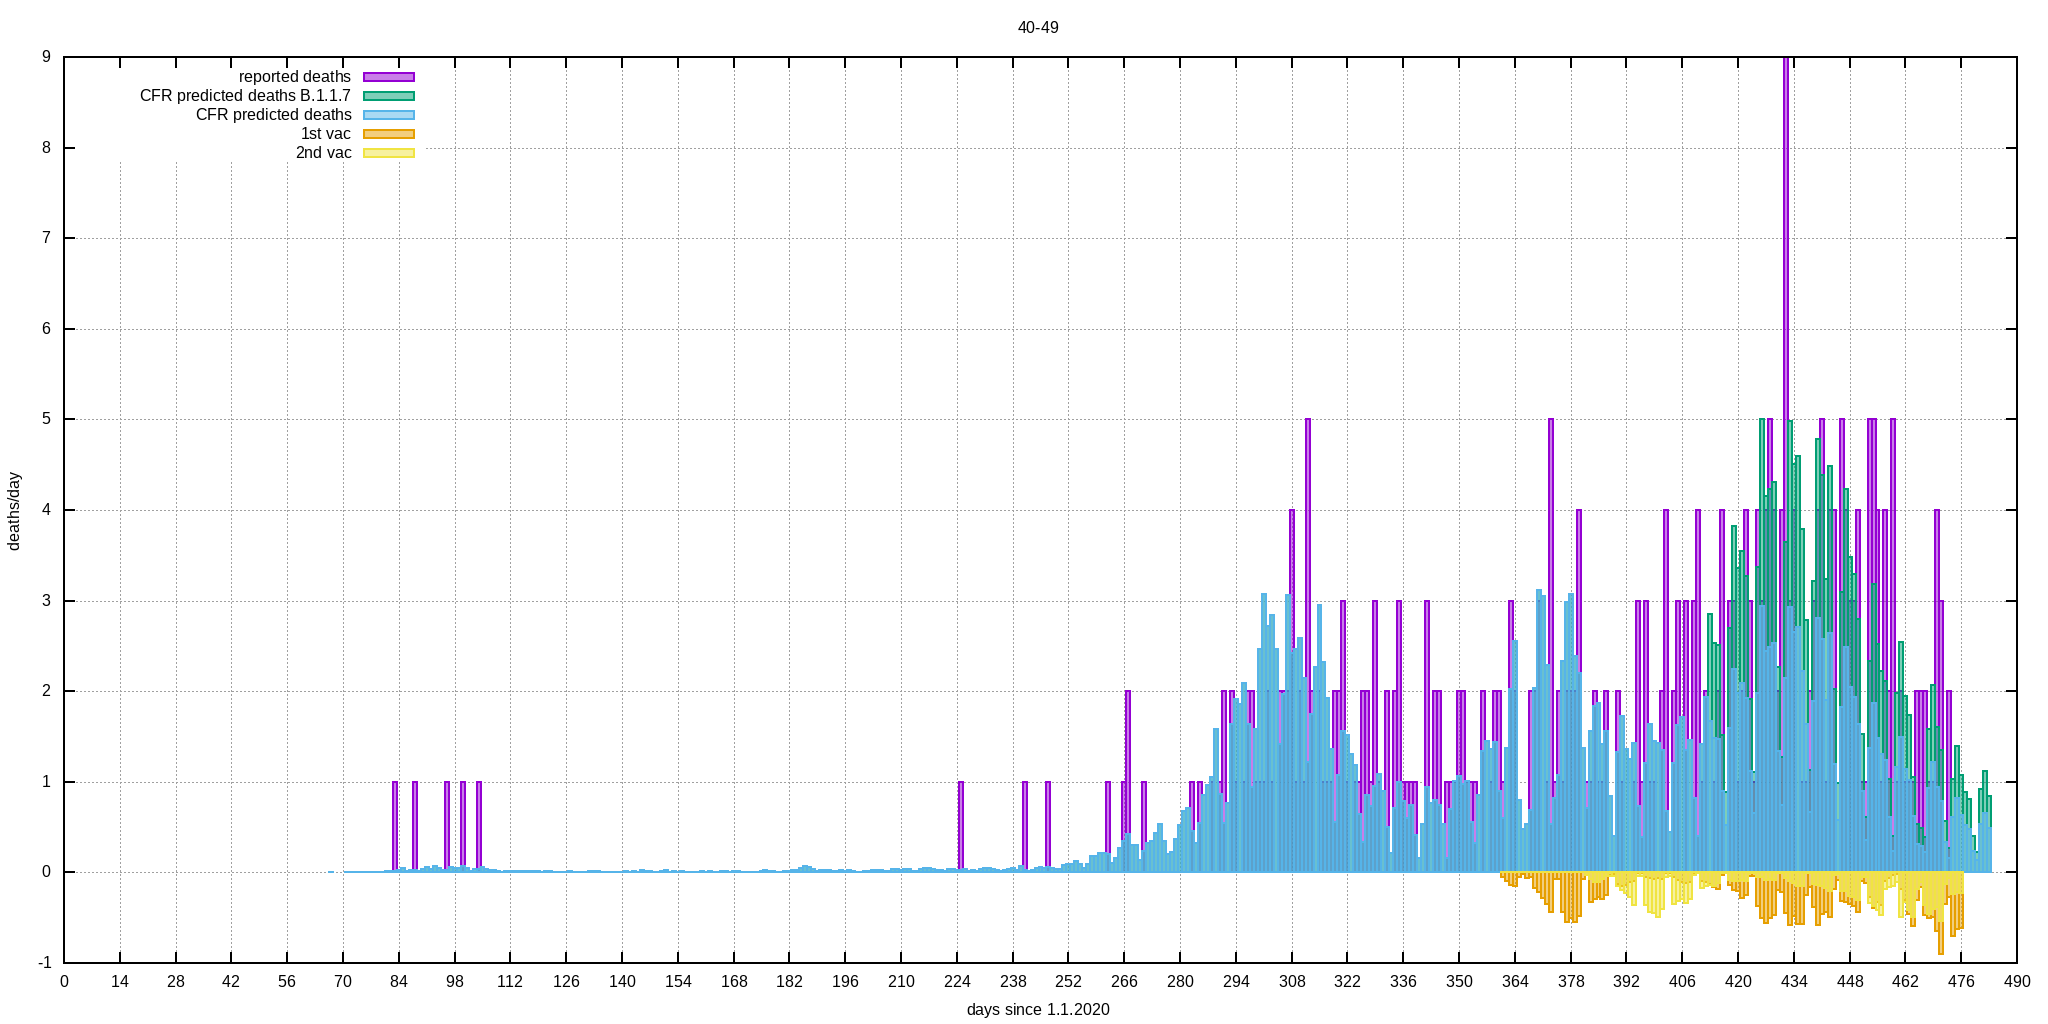 40-49
reported deaths
CFR predicted deaths B.1.1.7
CFR predicted deaths
1st vac
2nd vac
9
8
7
6
5
4
3
2
1
0
-1
deaths/day
0 14 28 42 56 70 84 98 112 126 140 154 168 182 196 210 224 238 252 266 280 294 308 322 336 350 364 378 392 406 420 434 448 462 476 490
days since 1.1.2020